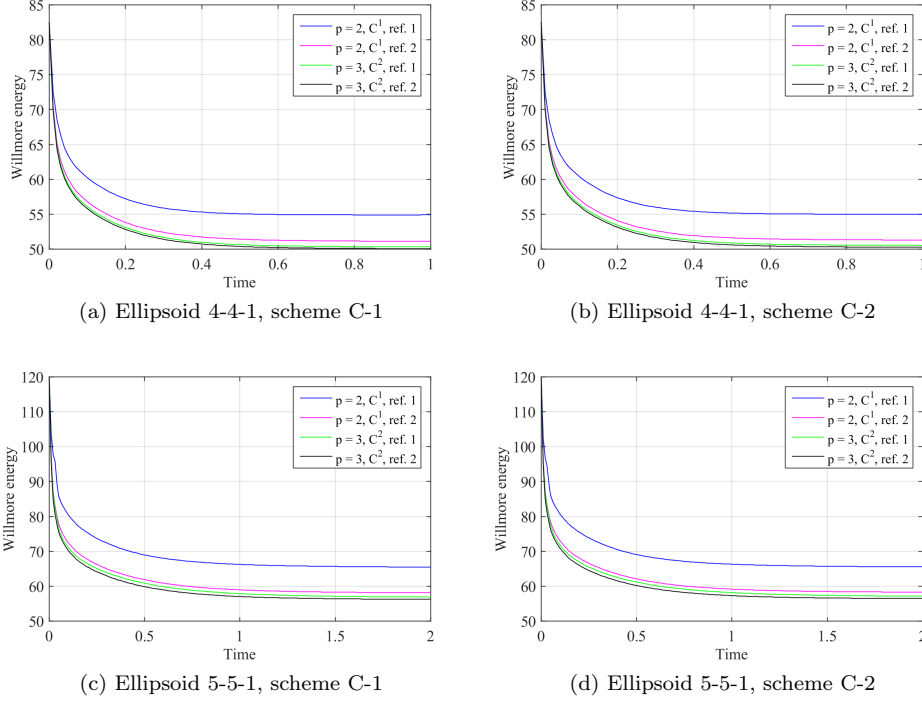 85
80
75
70
65
60
55
50
Willmore energy
0
0.2
0.4
0.6
0.8
1
Time
p = 2, C¹, ref. 1
p = 2, C¹, ref. 2
p = 3, C², ref. 1
p = 3, C², ref. 2
(a) Ellipsoid 4-4-1, scheme C-1
85
80
75
70
65
60
55
50
Willmore energy
0
0.2
0.4
0.6
0.8
1
Time
p = 2, C¹, ref. 1
p = 2, C¹, ref. 2
p = 3, C², ref. 1
p = 3, C², ref. 2
(b) Ellipsoid 4-4-1, scheme C-2
120
110
100
90
80
70
60
50
Willmore energy
0
0.5
1
1.5
2
Time
p = 2, C¹, ref. 1
p = 2, C¹, ref. 2
p = 3, C², ref. 1
p = 3, C², ref. 2
(c) Ellipsoid 5-5-1, scheme C-1
120
110
100
90
80
70
60
50
Willmore energy
0
0.5
1
1.5
2
Time
p = 2, C¹, ref. 1
p = 2, C¹, ref. 2
p = 3, C², ref. 1
p = 3, C², ref. 2
(d) Ellipsoid 5-5-1, scheme C-2